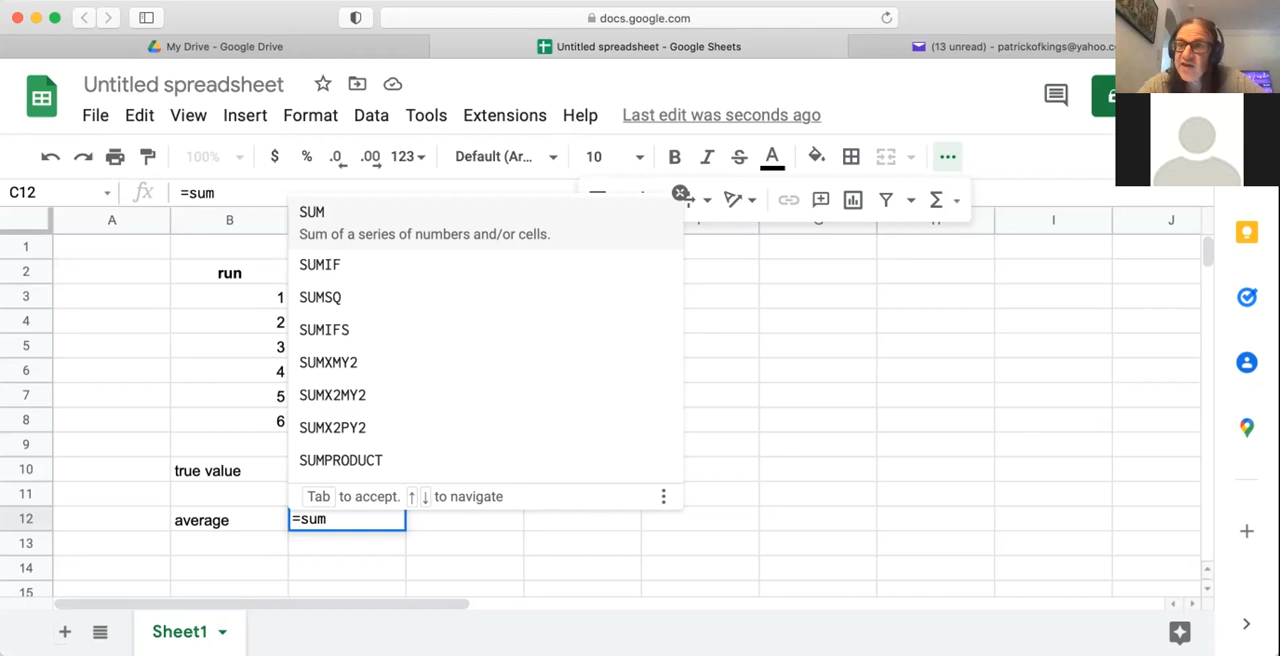 docs.google.com
My Drive - Google Drive
Untitled spreadsheet - Google Sheets
(13 unread) - patrickofkings@yahoo.c
Untitled spreadsheet
File Edit View Insert Format Data Tools Extensions Help Last edit was seconds ago
100% $ % .0 .00 123 Default (Ar... 10 B I S A
C12 fx =sum
A B I J
1
2 run
3 1
4 2
5 3
6 4
7 5
8 6
9
10 true value
11
12 average =sum
13
14
15
SUM
Sum of a series of numbers and/or cells.
SUMIF
SUMSQ
SUMIFS
SUMXMY2
SUMX2MY2
SUMX2PY2
SUMPRODUCT
Tab to accept. ↑ ↓ to navigate
Sheet1